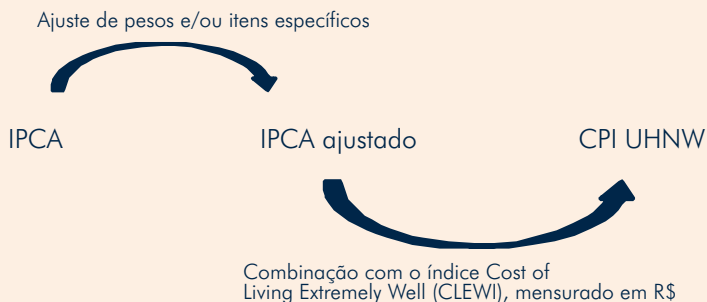 Ajuste de pesos e/ou itens específicos
IPCA IPCA ajustado CPI UHNW
Combinação com o índice Cost of
Living Extremely Well (CLEWI), mensurado em R$